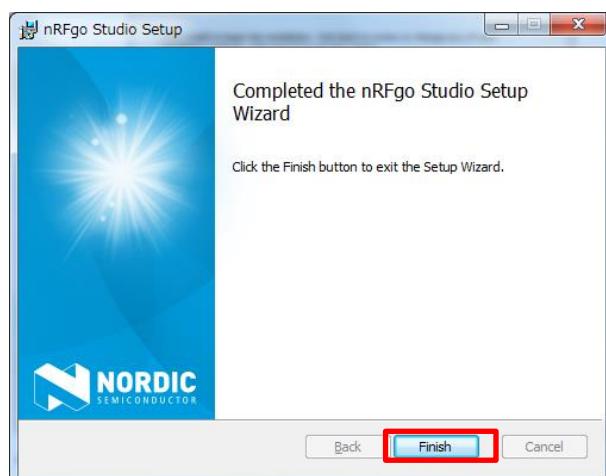 nRFgo Studio Setup
Completed the nRFgo Studio Setup
Wizard
Click the Finish button to exit the Setup Wizard.
NORDIC
SEMICONDUCTOR
Back Finish Cancel